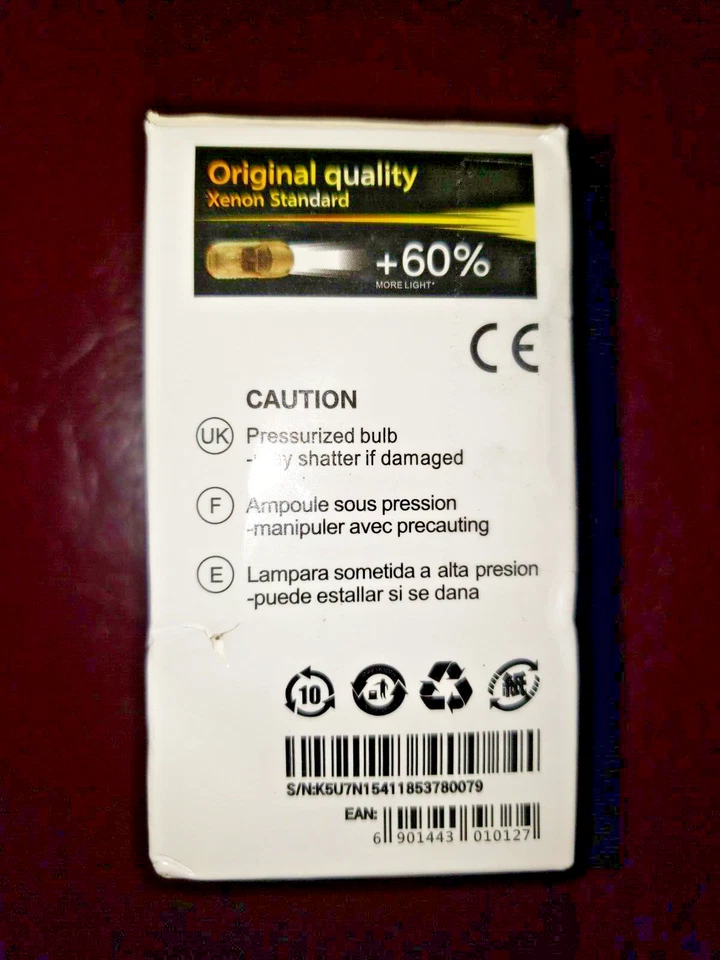 Original quality
Xenon Standard
+60%
MORE LIGHT*
CE
CAUTION
UK Pressurized bulb
shatter if damaged
F Ampoule sous pression
-manipuler avec precauting
E Lampara sometida a alta presion
-puede estallar si se dana
10
紙
S/N:K5U7N15411853780079
EAN:
6 901443 010127